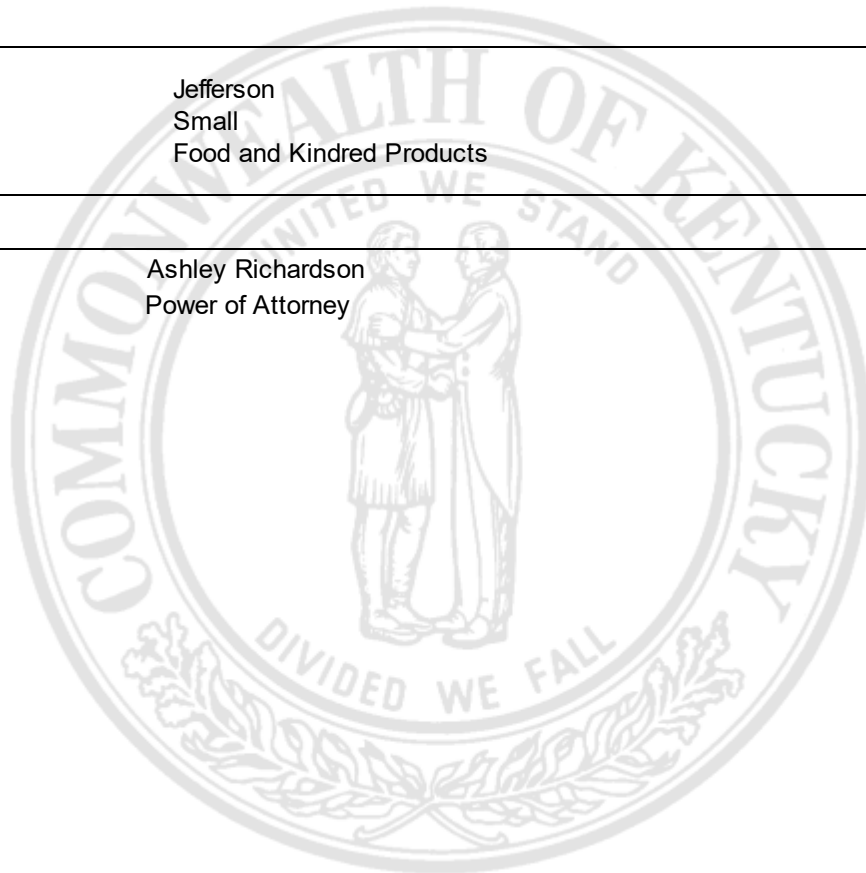 Jefferson
Small
Food and Kindred Products
Ashley Richardson
Power of Attorney
COMMONWEALTH OF KENTUCKY
UNITED WE STAND
DIVIDED WE FALL